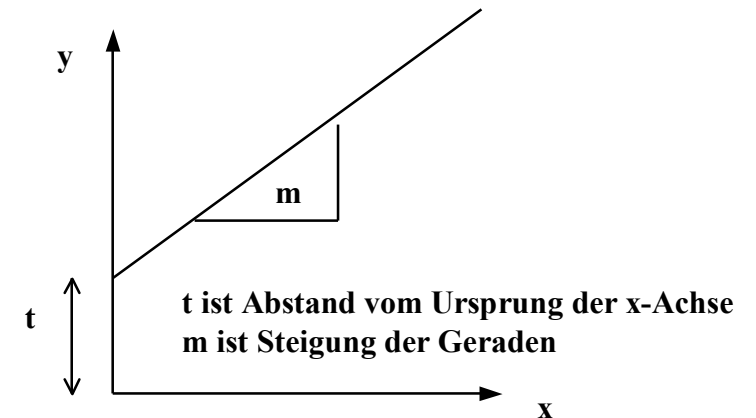 y
m
t
t ist Abstand vom Ursprung der x-Achse
m ist Steigung der Geraden
x